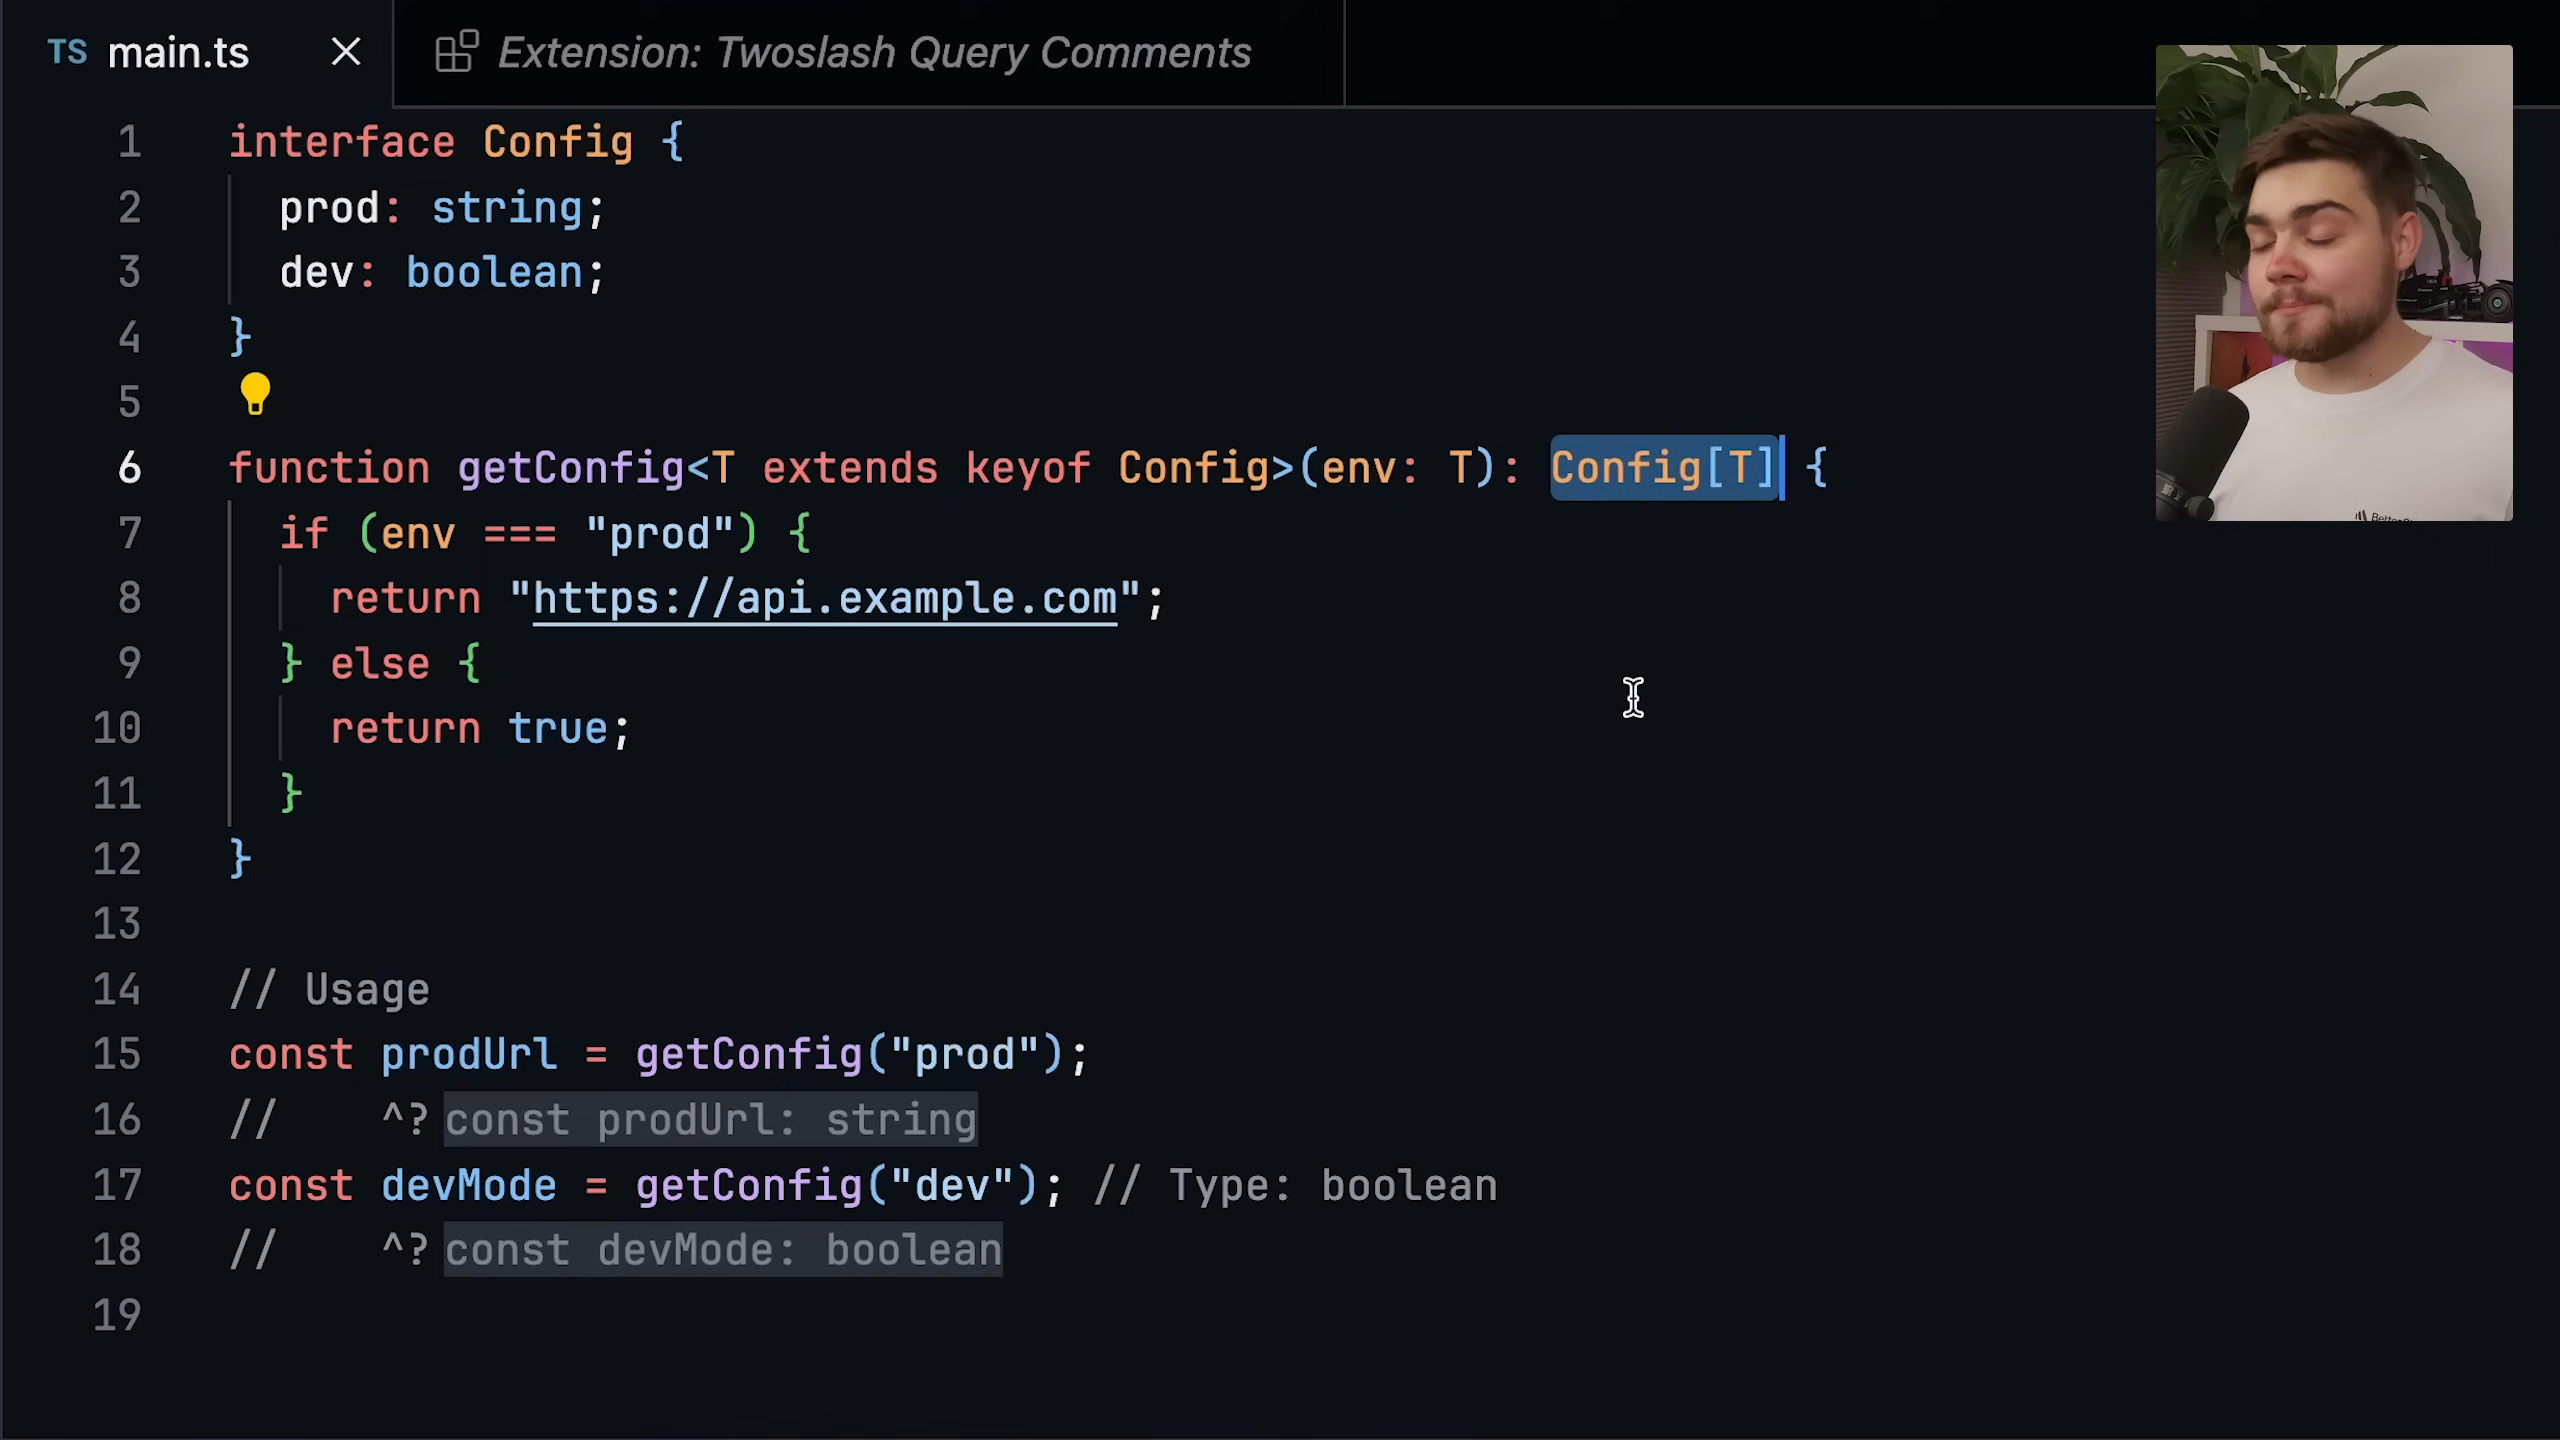 TS main.ts
Extension: Twoslash Query Comments
1 interface Config {
2 prod: string;
3 dev: boolean;
4 }
5
6 function getConfig<T extends keyof Config>(env: T): Config[T] {
7 if (env === "prod") {
8 return "https://api.example.com";
9 } else {
10 return true;
11 }
12 }
13
14 // Usage
15 const prodUrl = getConfig("prod");
16 // ^? const prodUrl: string
17 const devMode = getConfig("dev"); // Type: boolean
18 // ^? const devMode: boolean
19